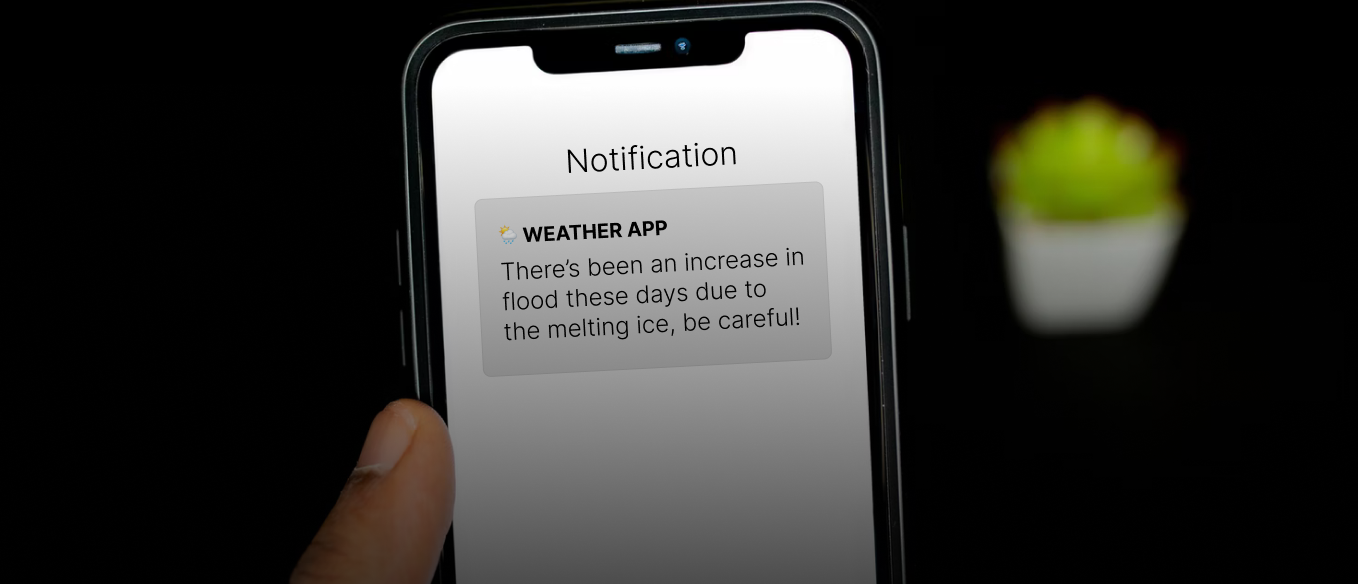 Notification
WEATHER APP
There’s been an increase in
flood these days due to
the melting ice, be careful!